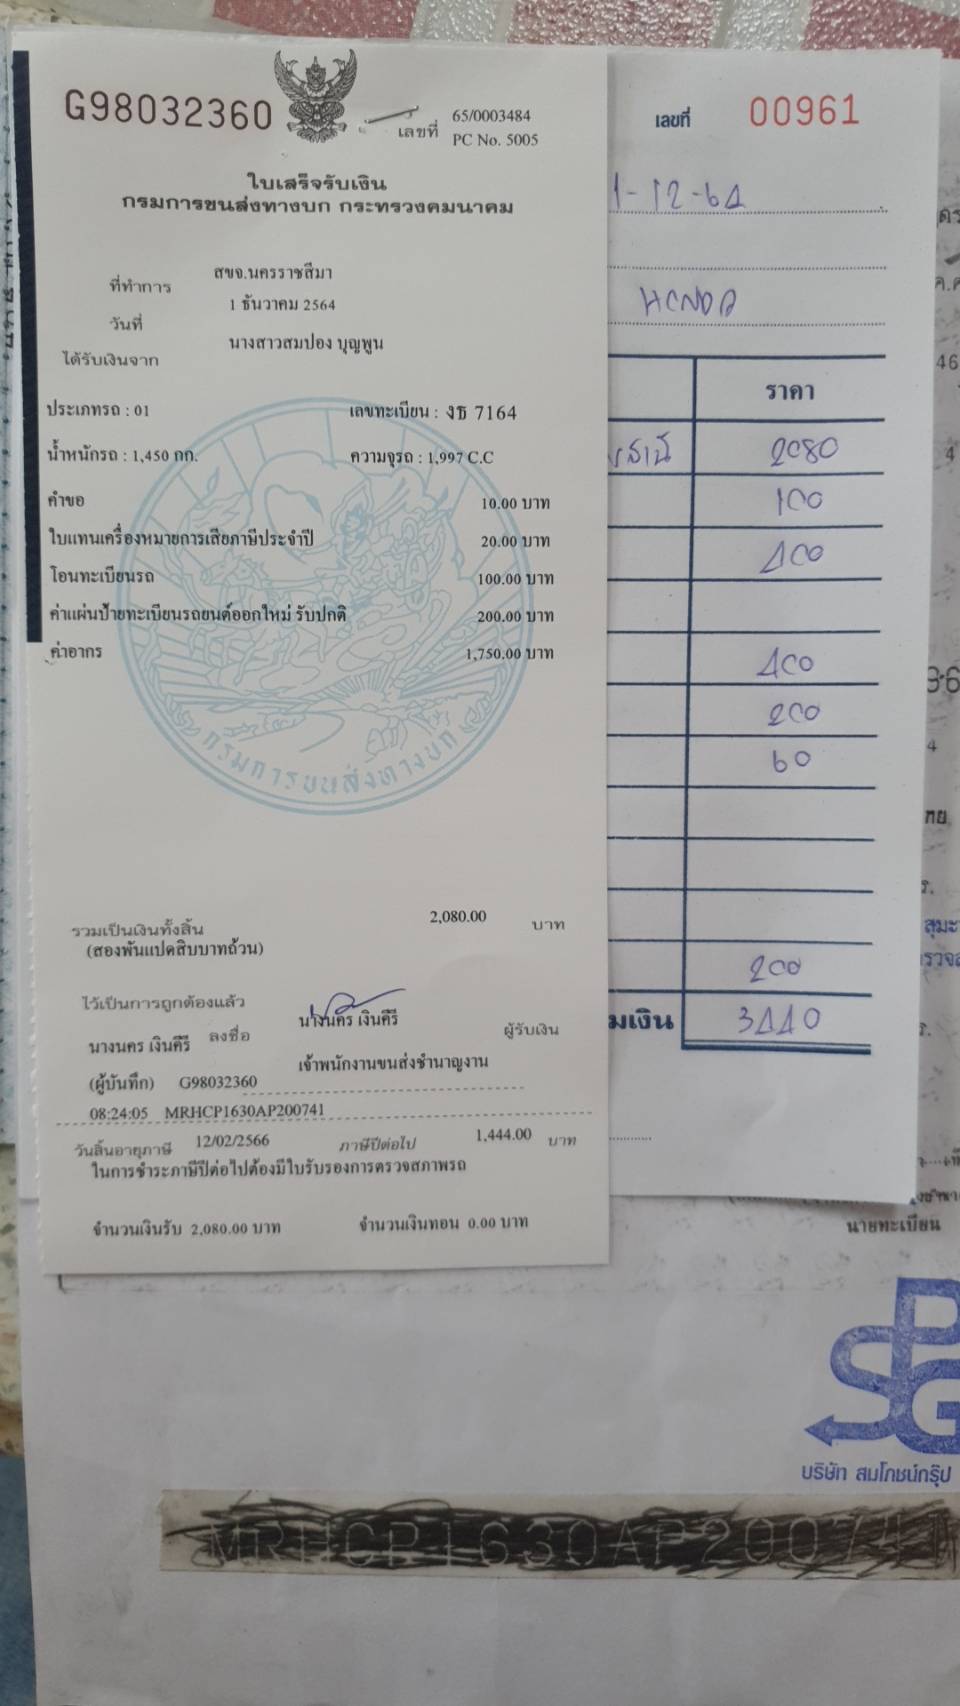 G98032360
เลขที่ 65/0003484
PC No. 5005
ใบเสร็จรับเงิน
กรมการขนส่งทางบก กระทรวงคมนาคม
ที่ทำการ สขจ.นครราชสีมา
วันที่ 1 ธันวาคม 2564
ได้รับเงินจาก นางสาวสมปอง บุญพูน
ประเภทรถ : 01 เลขทะเบียน : งธ 7164
น้ำหนักรถ : 1,450 กก. ความจุรถ : 1,997 C.C
คำขอ 10.00 บาท
ใบแทนเครื่องหมายการเสียภาษีประจำปี 20.00 บาท
โอนทะเบียนรถ 100.00 บาท
ค่าแผ่นป้ายทะเบียนรถยนต์ออกใหม่ รับปกติ 200.00 บาท
ค่าอากร 1,750.00 บาท
กรมการขนส่งทางบก
รวมเป็นเงินทั้งสิ้น 2,080.00 บาท
(สองพันแปดสิบบาทถ้วน)
ไว้เป็นการถูกต้องแล้ว
นางนคร เงินคีรี ลงชื่อ นางนคร เงินคีรี ผู้รับเงิน
(ผู้บันทึก) G98032360 เจ้าพนักงานขนส่งชำนาญงาน
08:24:05 MRHCP1630AP200741
วันสิ้นอายุภาษี 12/02/2566 ภาษีปีต่อไป 1,444.00 บาท
ในการชำระภาษีปีต่อไปต้องมีใบรับรองการตรวจสภาพรถ
จำนวนเงินรับ 2,080.00 บาท จำนวนเงินทอน 0.00 บาท
เลขที่ 00961
1-12-64
HONDA
ราคา
2080
100
400
400
200
60
200
มเงิน 3440
นายทะเบียน
SPG
บริษัท สมโภชน์กรุ๊ป
MRHCP1630AP200741